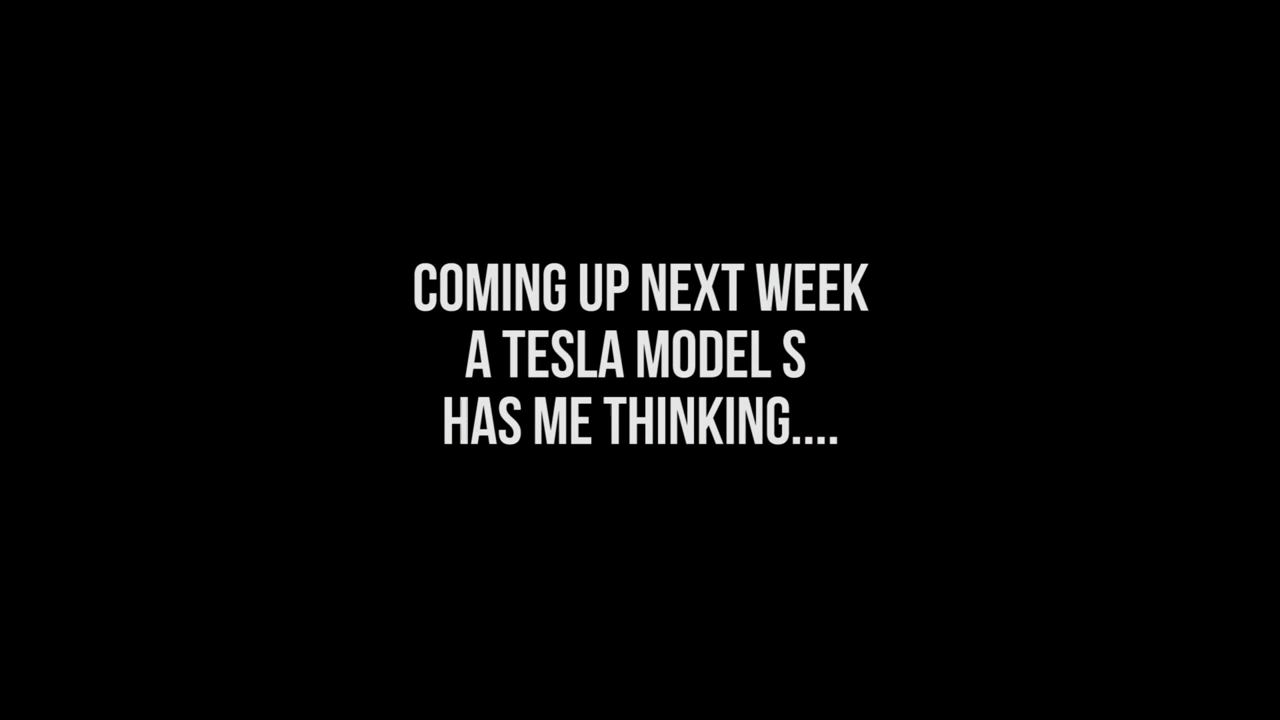 COMING UP NEXT WEEK
A TESLA MODEL S
HAS ME THINKING....